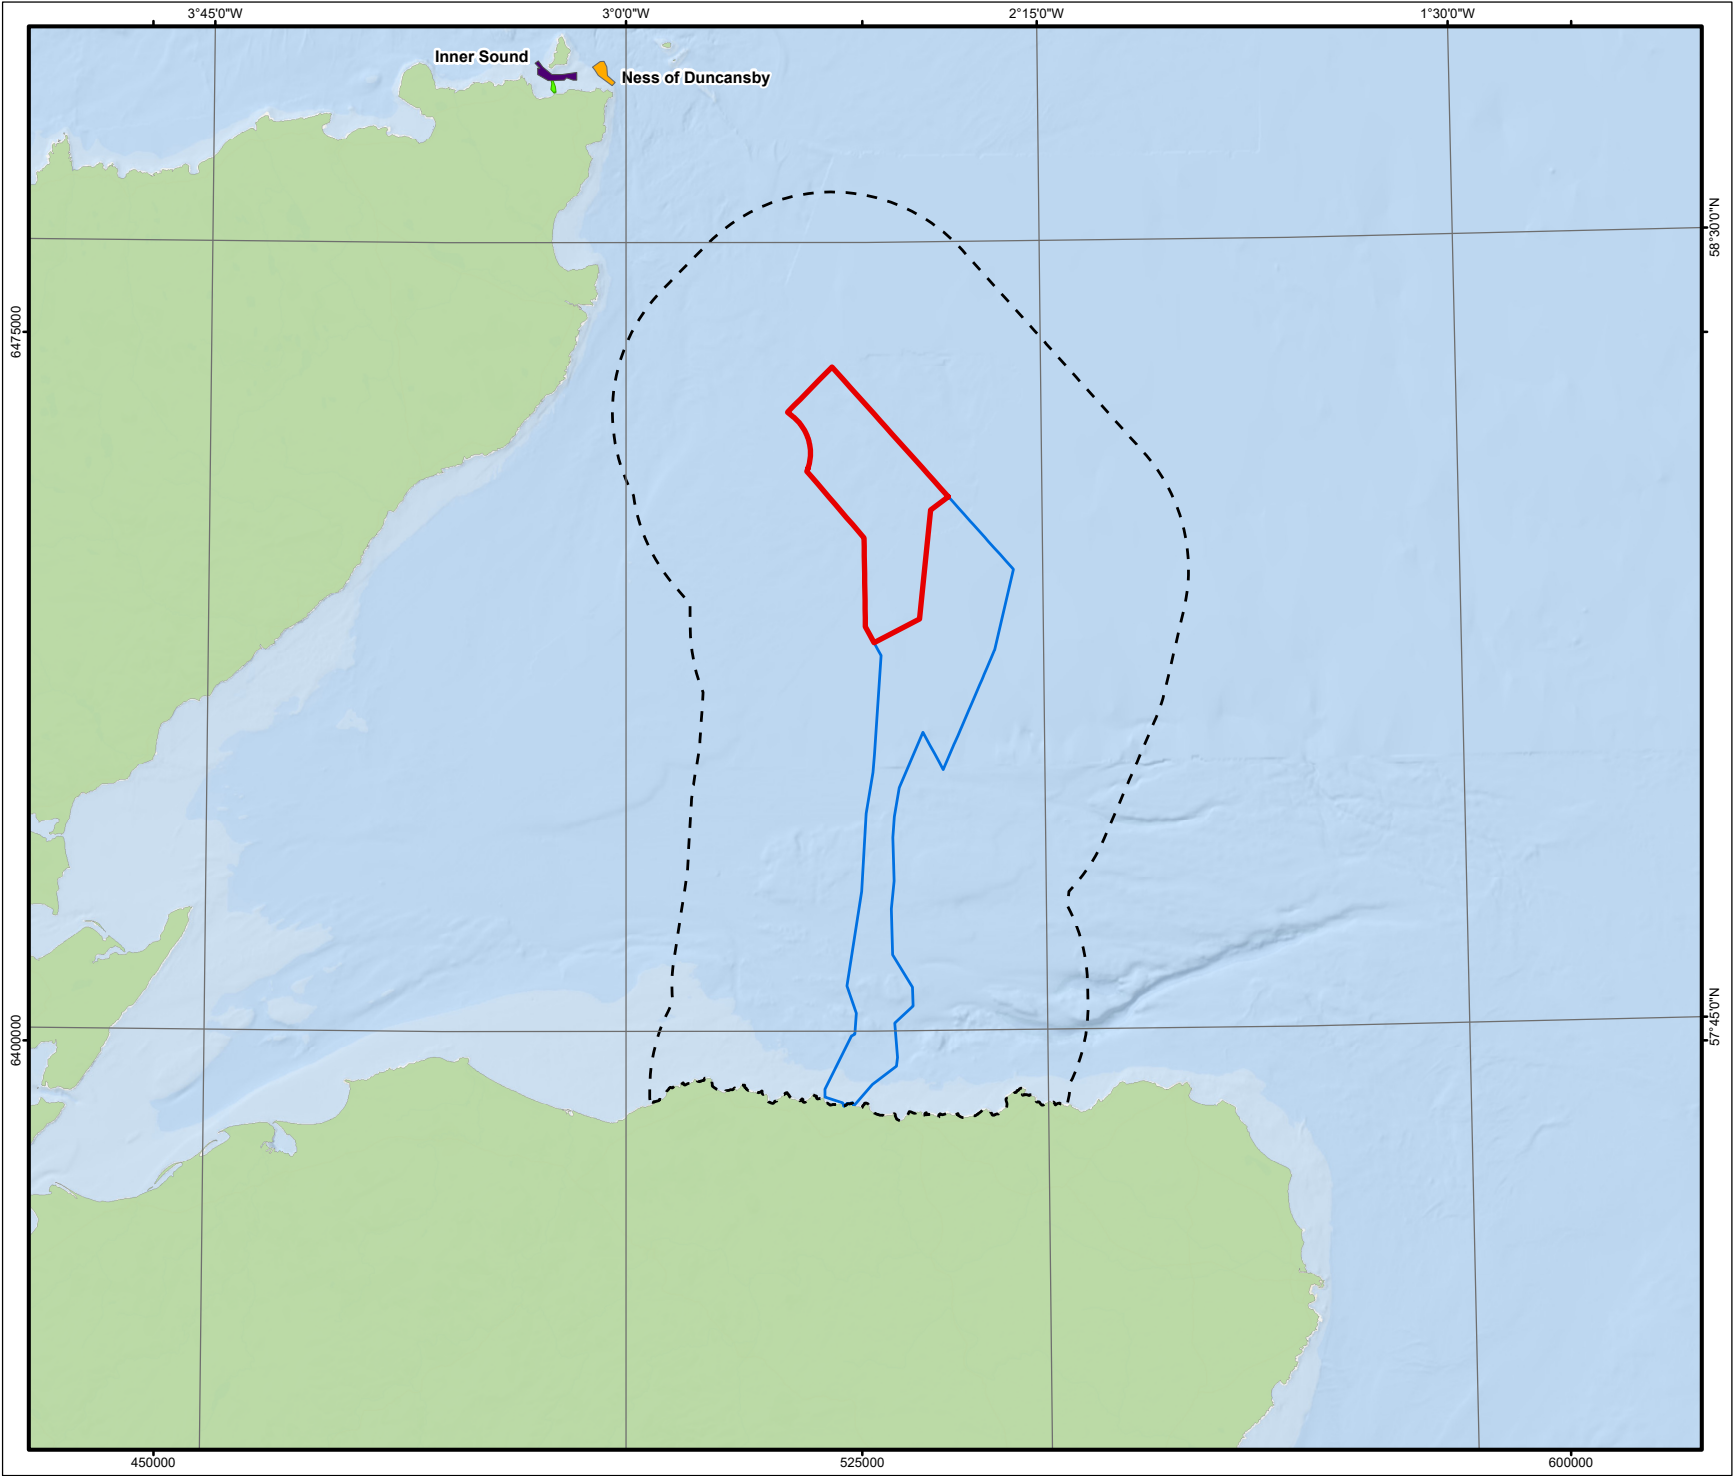 3°45'0"W
3°0'0"W
2°15'0"W
1°30'0"W
Inner Sound
Ness of Duncansby
58°30'0"N
6475000
57°45'0"N
6400000
450000
525000
600000